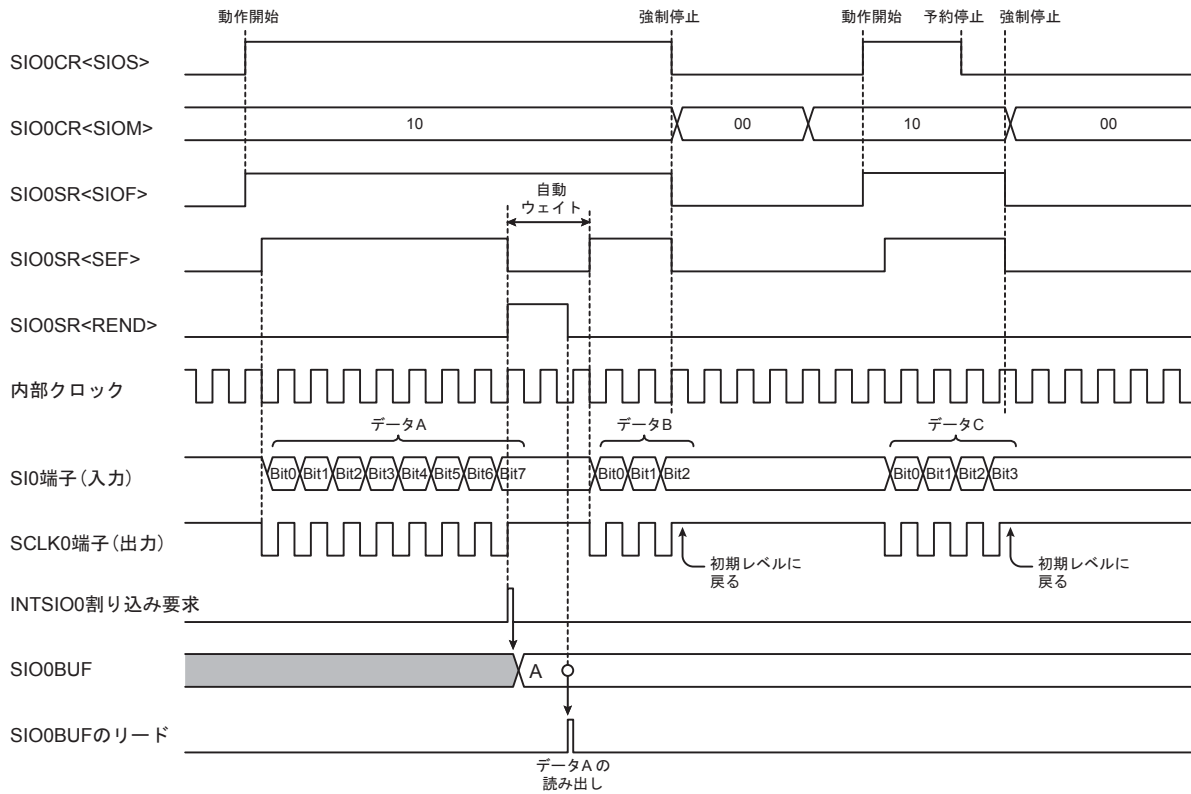 動作開始
強制停止
動作開始
予約停止
強制停止
SIO0CR<SIOS>
SIO0CR<SIOM>
10
00
10
00
SIO0SR<SIOF>
自動
ウェイト
SIO0SR<SEF>
SIO0SR<REND>
内部クロック
データA
データB
データC
SI0端子(入力)
Bit0 Bit1 Bit2 Bit3 Bit4 Bit5 Bit6 Bit7
Bit0 Bit1 Bit2
Bit0 Bit1 Bit2 Bit3
SCLK0端子(出力)
初期レベルに
戻る
初期レベルに
戻る
INTSIO0割り込み要求
SIO0BUF
A
SIO0BUFのリード
データA の
読み出し